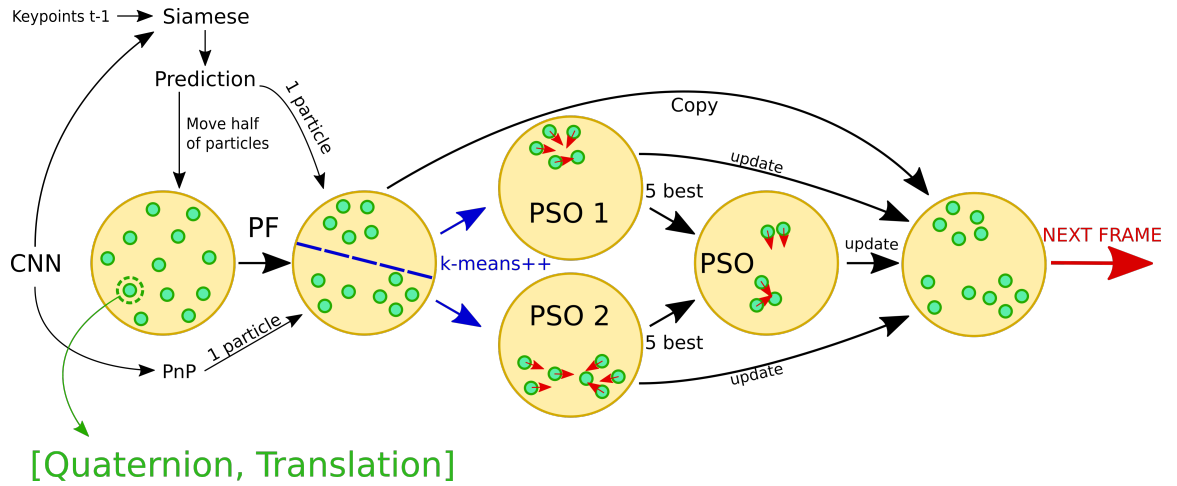 Keypoints t-1
Siamese
Prediction
1 particle
Move half
of particles
Copy
PF
CNN
PnP
1 particle
k-means++
PSO 1
PSO 2
update
5 best
5 best
update
PSO
update
NEXT FRAME
[Quaternion, Translation]